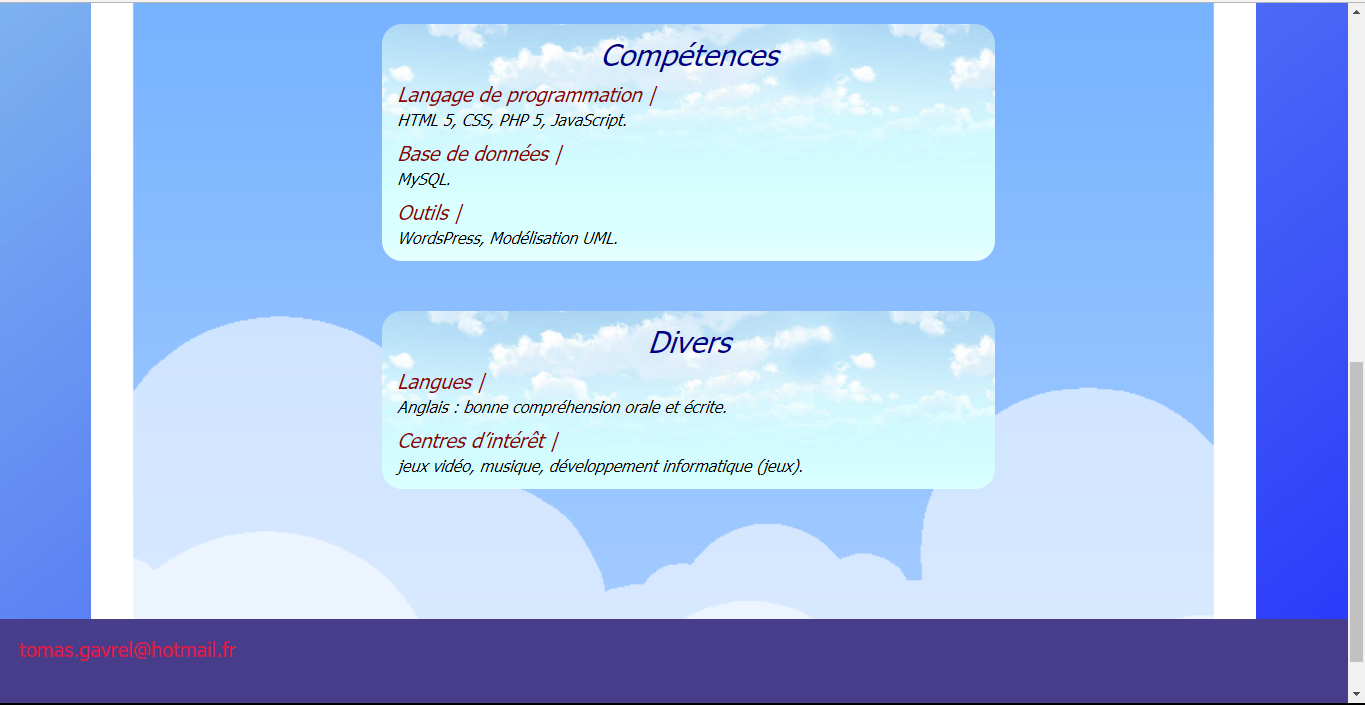 Compétences
Langage de programmation |
HTML 5, CSS, PHP 5, JavaScript.
Base de données |
MySQL.
Outils |
WordsPress, Modélisation UML.
Divers
Langues |
Anglais : bonne compréhension orale et écrite.
Centres d’intérêt |
jeux vidéo, musique, développement informatique (jeux).
tomas.gavrel@hotmail.fr